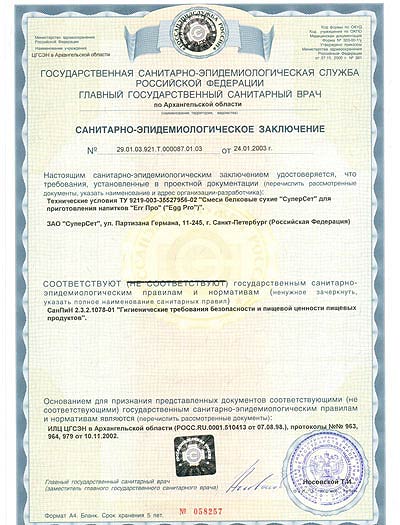 Министерство здравоохранения
Российской Федерации
Наименование учреждения
ЦГСЭН в Архангельской области
Код формы по ОКУД
Код учреждения по ОКПО
Медицинская документация
Форма № 303-00-1/у
Утверждена приказом
Министерства здравоохранения
Российской Федерации
от 27.10. 2000 г. № 381
ГОСУДАРСТВЕННАЯ САНИТАРНО-ЭПИДЕМИОЛОГИЧЕСКАЯ СЛУЖБА
РОССИЙСКОЙ ФЕДЕРАЦИИ
ГЛАВНЫЙ ГОСУДАРСТВЕННЫЙ САНИТАРНЫЙ ВРАЧ
по Архангельской области
(наименование территории, ведомства)
САНИТАРНО-ЭПИДЕМИОЛОГИЧЕСКОЕ ЗАКЛЮЧЕНИЕ
№ 29.01.03.921.Т.000087.01.03 от 24.01.2003 г.
Настоящим санитарно-эпидемиологическим заключением удостоверяется, что
требования, установленные в проектной документации (перечислить рассмотренные
документы, указать наименование и адрес организации-разработчика):
Технические условия ТУ 9219-003-35527956-02 "Смеси белковые сухие "СуперСет" для
приготовления напитков "Егг Про" ("Egg Pro")".
ЗАО "СуперСет", ул. Партизана Германа, 11-245, г. Санкт-Петербург (Российская Федерация)
СООТВЕТСТВУЮТ (НЕ СООТВЕТСТВУЮТ) государственным санитарно-
эпидемиологическим правилам и нормативам (ненужное зачеркнуть,
указать полное наименование санитарных правил)
СанПиН 2.3.2.1078-01 "Гигиенические требования безопасности и пищевой ценности пищевых
продуктов".
Основанием для признания представленных документов соответствующими (не
соответствующими) государственным санитарно-эпидемиологическим правилам
и нормативам являются (перечислить рассмотренные документы):
ИЛЦ ЦГСЭН в Архангельской области (РОСС.RU.0001.510413 от 07.08.98.), протоколы №№ 963,
964, 979 от 10.11.2002.
Главный государственный санитарный врач
(заместитель главного государственного санитарного врача)
Носовской Т.И.
Формат А4. Бланк. Срок хранения 5 лет.
№ 058257